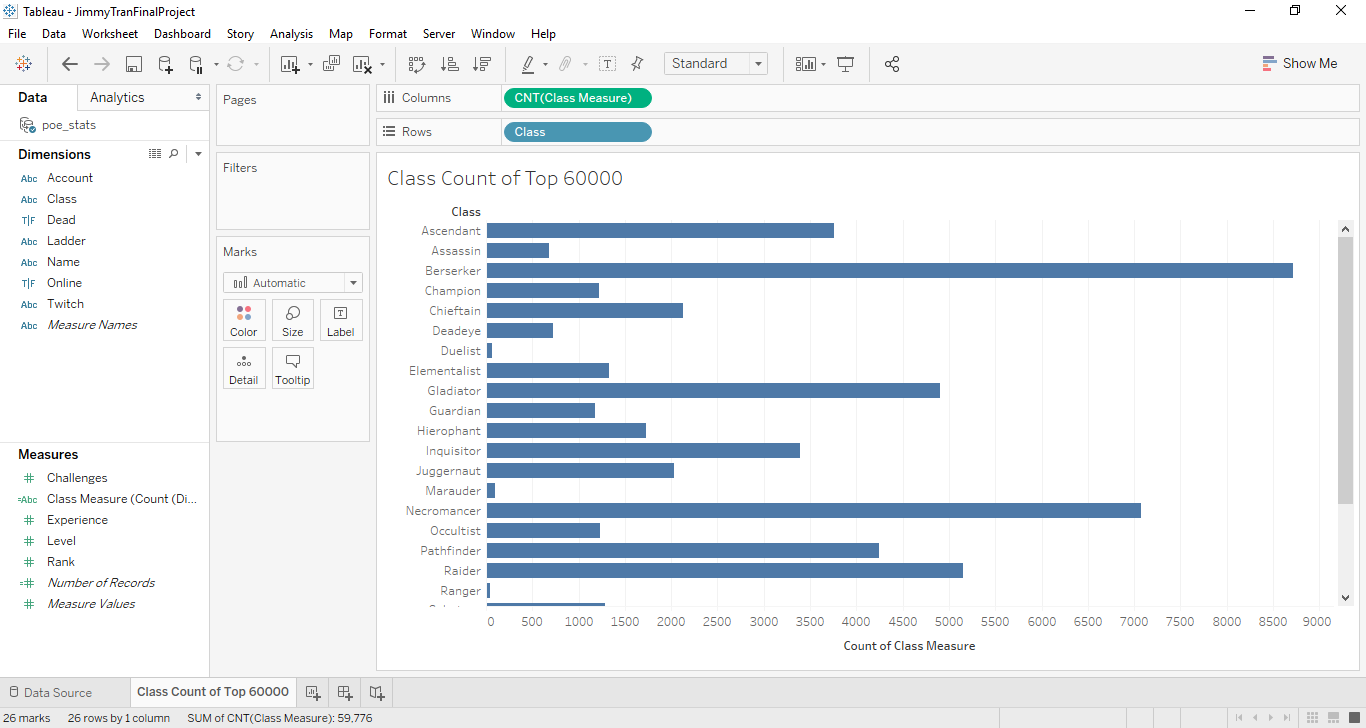 Tableau - JimmyTranFinalProject
File Data Worksheet Dashboard Story Analysis Map Format Server Window Help
Standard
Show Me
Data Analytics
poe_stats
Dimensions
Abc Account
Abc Class
T|F Dead
Abc Ladder
Abc Name
T|F Online
Abc Twitch
Abc Measure Names
Measures
# Challenges
=Abc Class Measure (Count (Di...
# Experience
# Level
# Rank
=# Number of Records
# Measure Values
Pages
Filters
Marks
Automatic
Color Size Label
Detail Tooltip
Columns CNT(Class Measure)
Rows Class
Class Count of Top 60000
Class
Ascendant
Assassin
Berserker
Champion
Chieftain
Deadeye
Duelist
Elementalist
Gladiator
Guardian
Hierophant
Inquisitor
Juggernaut
Marauder
Necromancer
Occultist
Pathfinder
Raider
Ranger
0 500 1000 1500 2000 2500 3000 3500 4000 4500 5000 5500 6000 6500 7000 7500 8000 8500 9000
Count of Class Measure
Data Source Class Count of Top 60000
26 marks 26 rows by 1 column SUM of CNT(Class Measure): 59,776